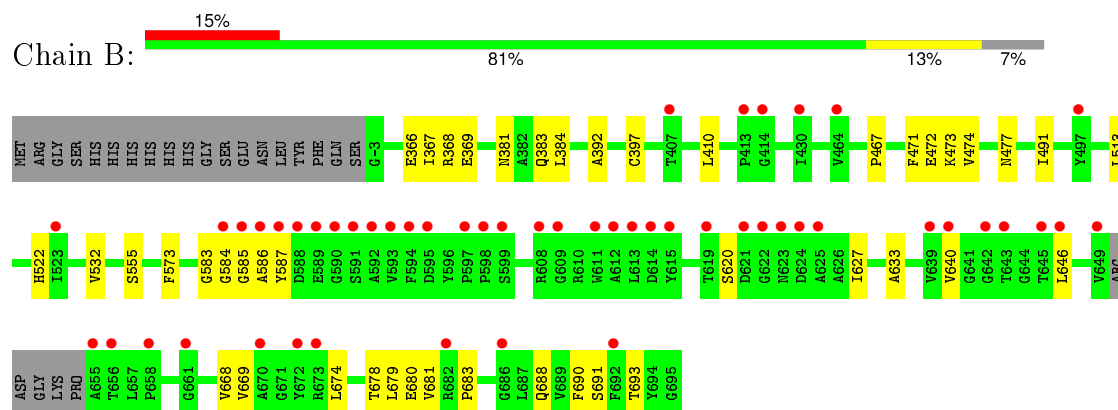 15%
Chain B:
81% 13% 7%
MET ARG GLY SER HIS HIS HIS HIS HIS HIS GLY SER GLU ASN LEU TYR PHE GLN SER G-3 E366 I367 R368 E369 N381 A382 Q383 L384 A392 C397 T407 L410 P413 G414 I430 V464 P467 F471 E472 K473 V474 N477 I491 Y497
H522 I523 V532 S555 F573 G583 G584 G585 A586 Y587 D588 E589 G590 S591 A592 V593 F594 D595 Y596 P597 P598 S599 R608 G609 R610 W611 A612 L613 D614 Y615 T619 S620 D621 G622 N623 D624 A625 A626 I627 A633 V639 V640 G641 G642 T643 G644 T645 L646 V649
ASP GLY LYS PRO A655 T656 L657 P658 G661 V668 V669 A670 G671 Y672 R673 L674 T678 L679 E680 V681 R682 P683 G686 L687 Q688 V689 F690 S691 F692 T693 Y694 G695